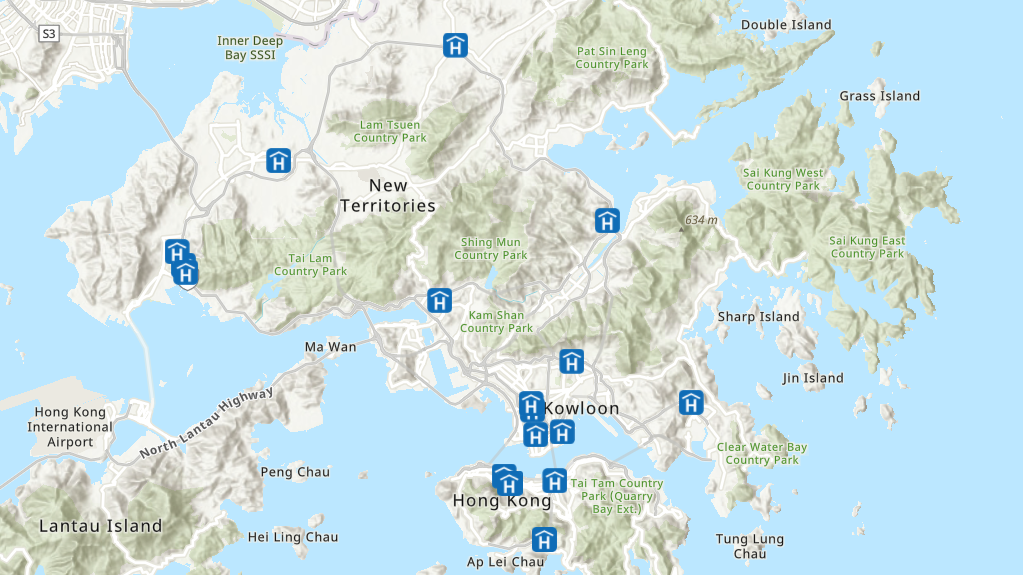 Double Island
S3
Inner Deep
Bay SSSI
H
Pat Sin Leng
Country Park
Grass Island
Lam Tsuen
Country Park
H
Sai Kung West
Country Park
New
Territories
H
634 m
H
Shing Mun
Country Park
Sai Kung East
Country Park
Tai Lam
Country Park
H
H
Kam Shan
Country Park
Sharp Island
Ma Wan
H
Jin Island
H
H
Kowloon
Hong Kong
International
Airport
North Lantau Highway
H
H
Clear Water Bay
Country Park
Peng Chau
H
H
Tai Tam Country
Park (Quarry
Bay Ext.)
Hong Kong
Lantau Island
Hei Ling Chau
H
Tung Lung
Chau
Ap Lei Chau